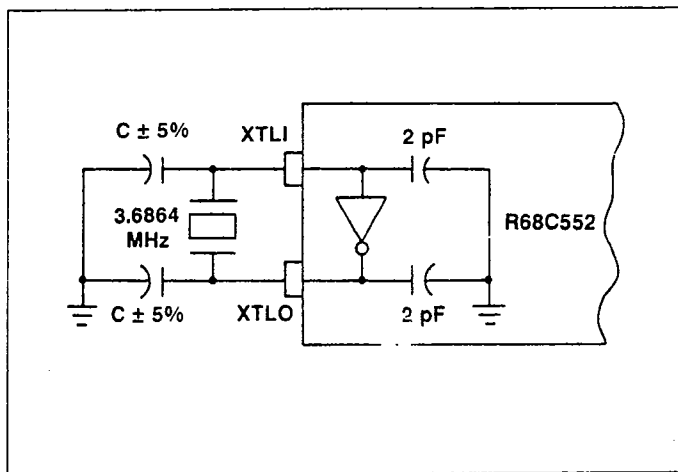 C ± 5%
XTLI
2 pF
3.6864
MHz
R68C552
C ± 5%
XTLO
2 pF